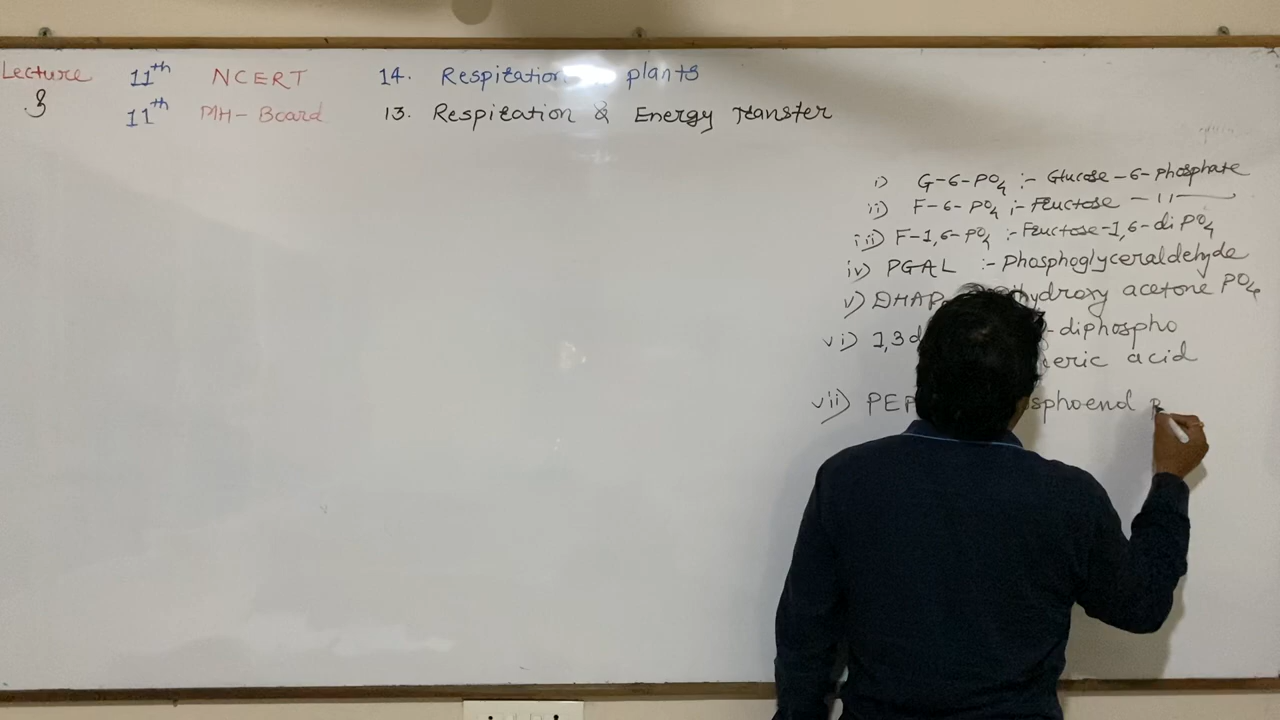 Lecture 11th NCERT 14. Respiration plants
3 11th MH-Board 13. Respiration & Energy Transfer
i) G-6-PO4 :- Glucose-6-phosphate
ii) F-6-PO4 :- Fructose - 11
iii) F-1,6-PO4 :- Fructose-1,6-di PO4
iv) PGAL :- Phosphoglyceraldehyde
v) DHAP hydroxy acetone PO4
vi) 1,3d -diphospho
eric acid
vii) PEP sphoenol P